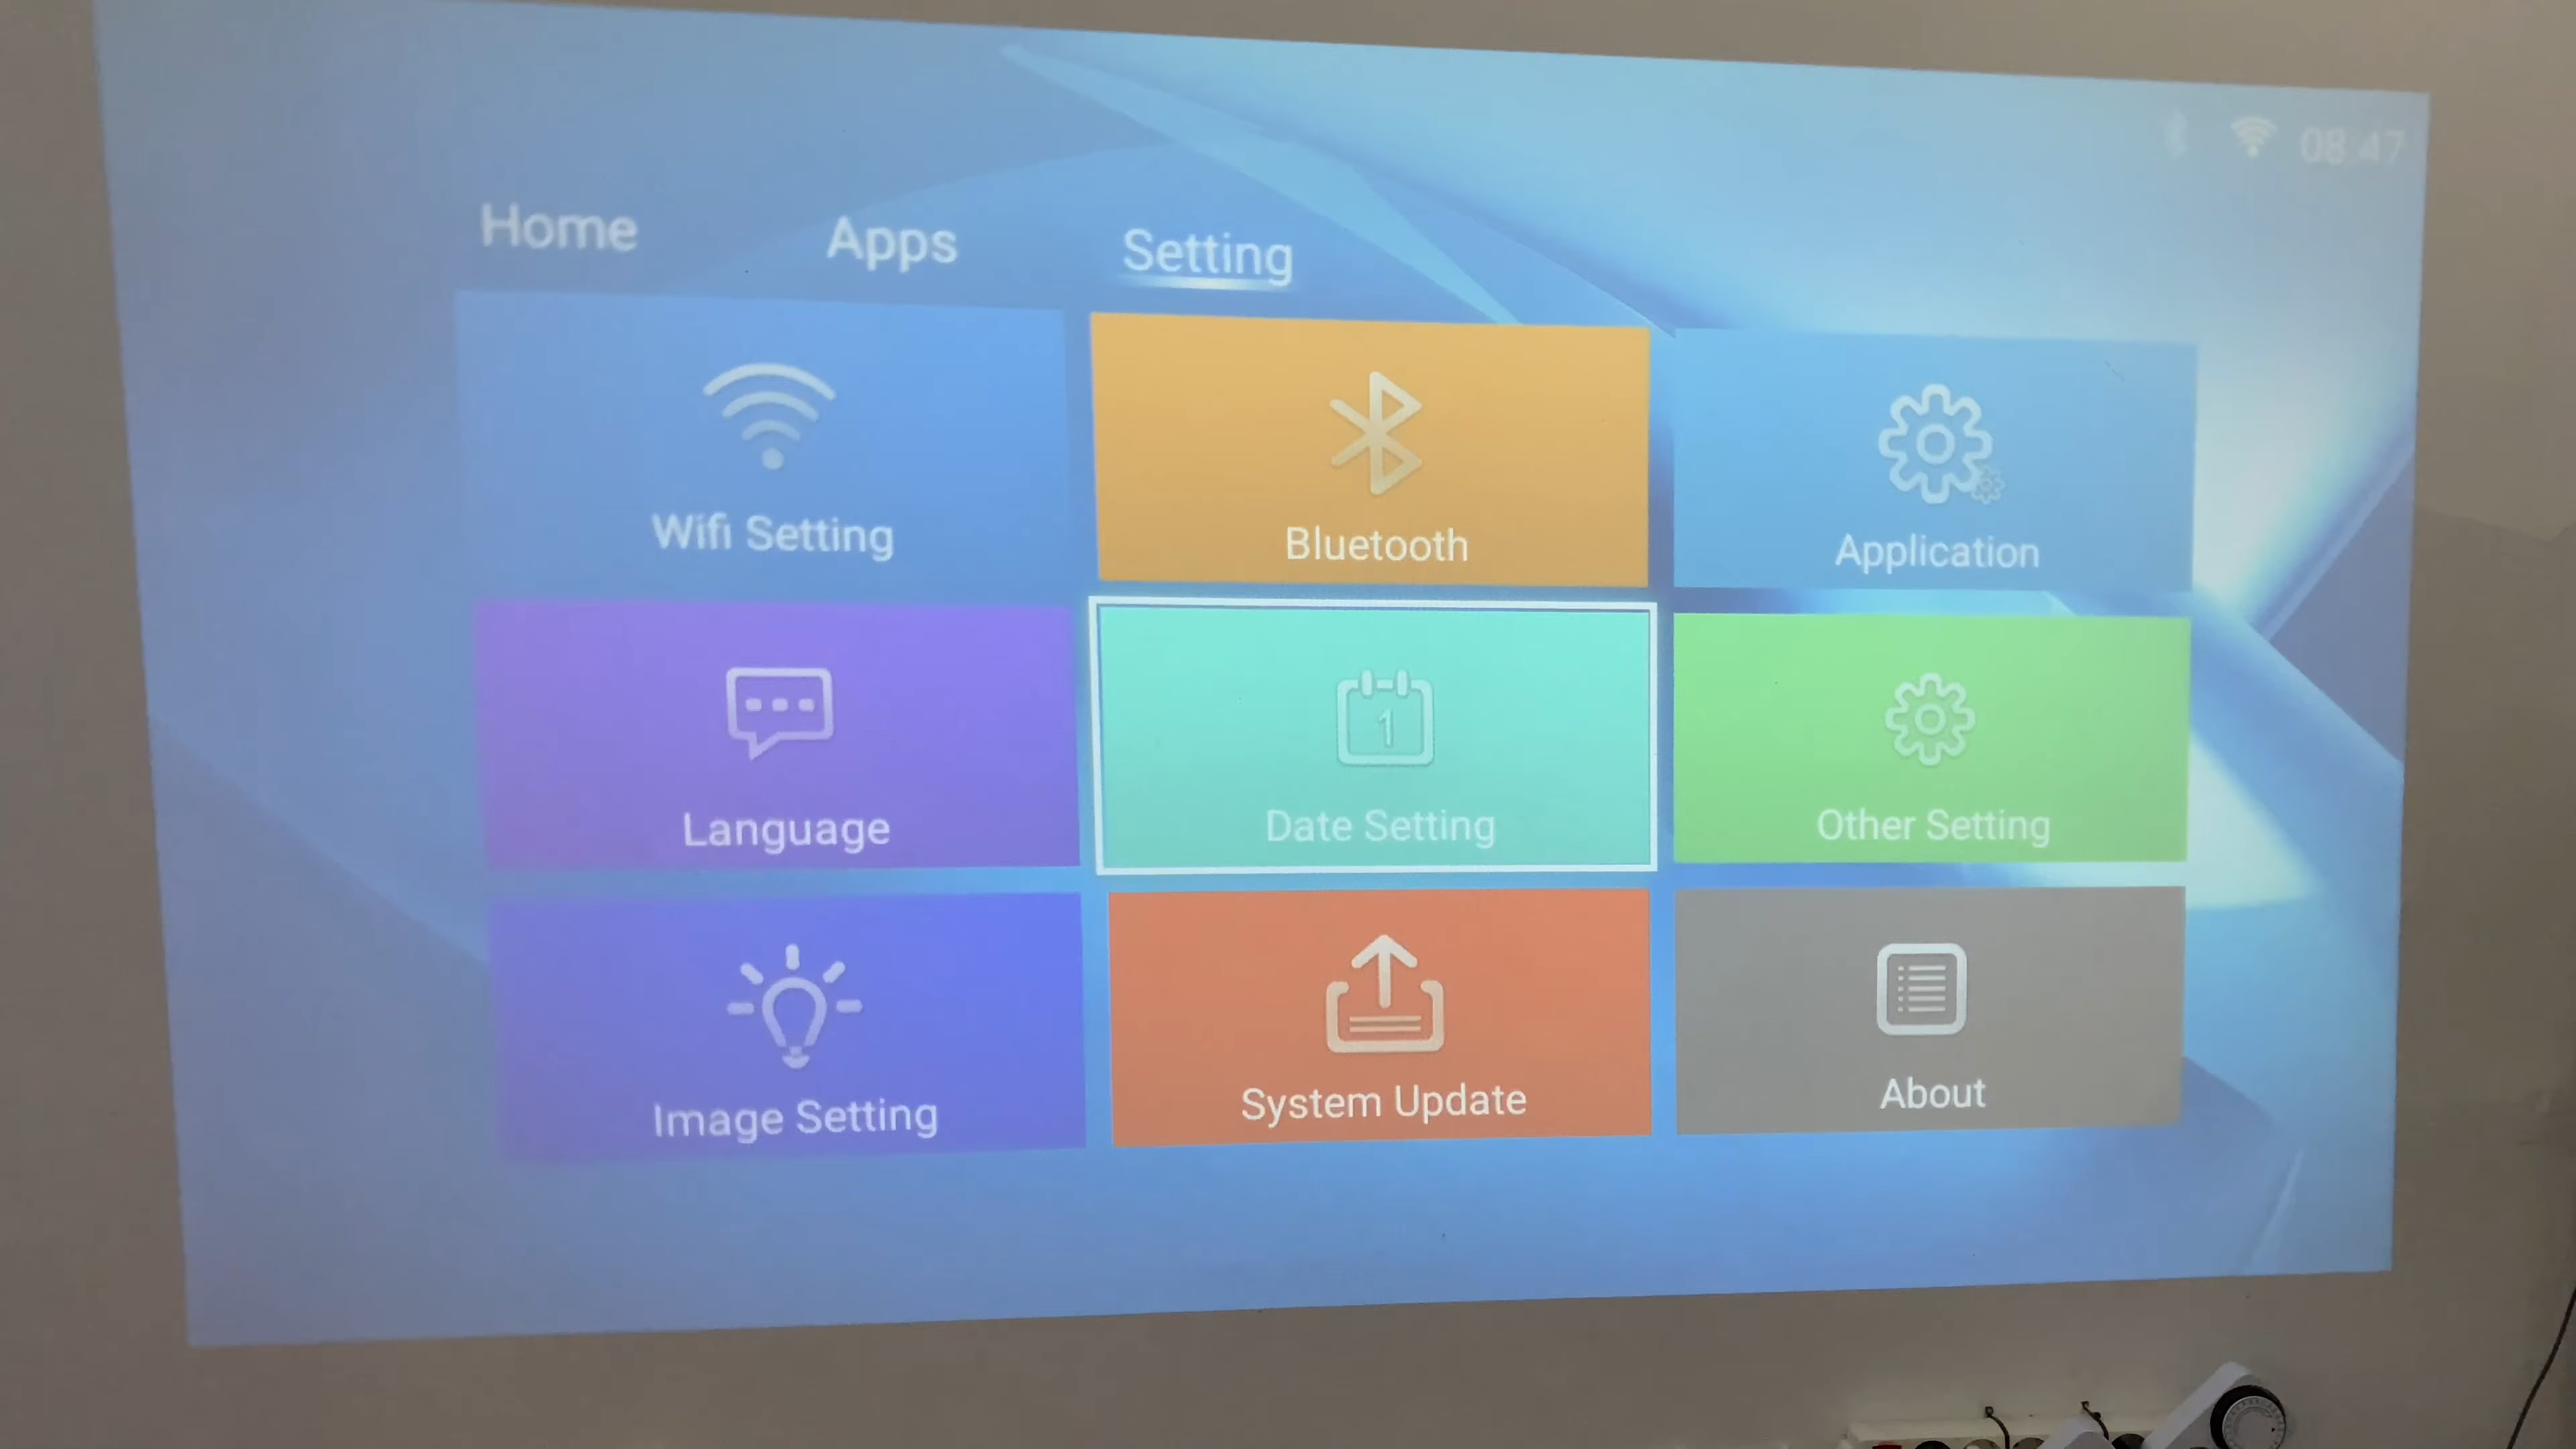 08:47
Home
Apps
Setting
Wifi Setting
Bluetooth
Application
Language
1
Date Setting
Other Setting
Image Setting
System Update
About